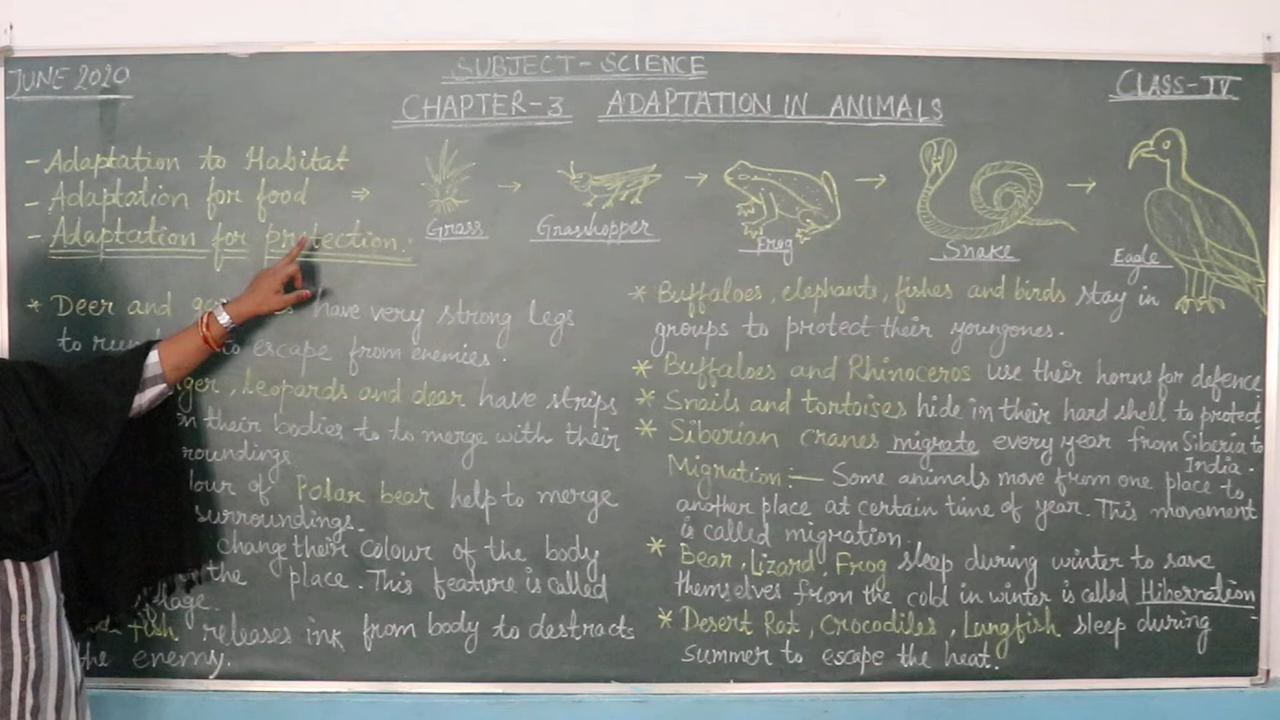 JUNE 2020
SUBJECT-SCIENCE
CLASS-IV
CHAPTER-3 ADAPTATION IN ANIMALS
- Adaptation to Habitat
- Adaptation for food ⇒
- Adaptation for protection:
Grass → Grasshopper → Frog → Snake → Eagle
* Deer and have very strong legs
to run to escape from enemies.
, leopards and deer have strips
their bodies to to merge with their
of Polar bear help to merge
surroundings.
change their colour of the body
the place. This feature is called
fish releases ink from body to destracts
the enemy.
* Buffaloes, elephants, fishes and birds stay in
groups to protect their youngones.
* Buffaloes and Rhinoceros use their horns for defence
* Snails and tortoises hide in their hard shell to protect
* Siberian cranes migrate every year from Siberia to
India.
Migration:— Some animals move from one place to
another place at certain time of year. This movement
is called migration.
* Bear, Lizard, Frog sleep during winter to save
themselves from the cold in winter is called Hibernation
* Desert Rat, Crocodiles, Lungfish sleep during
summer to escape the heat.